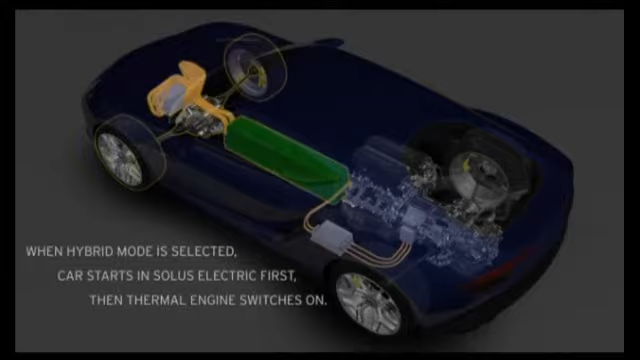 WHEN HYBRID MODE IS SELECTED,
CAR STARTS IN SOLUS ELECTRIC FIRST,
THEN THERMAL ENGINE SWITCHES ON.